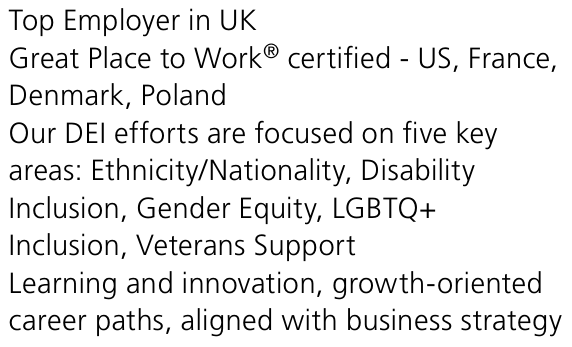 Top Employer in UK
Great Place to Work® certified - US, France,
Denmark, Poland
Our DEI efforts are focused on five key
areas: Ethnicity/Nationality, Disability
Inclusion, Gender Equity, LGBTQ+
Inclusion, Veterans Support
Learning and innovation, growth-oriented
career paths, aligned with business strategy